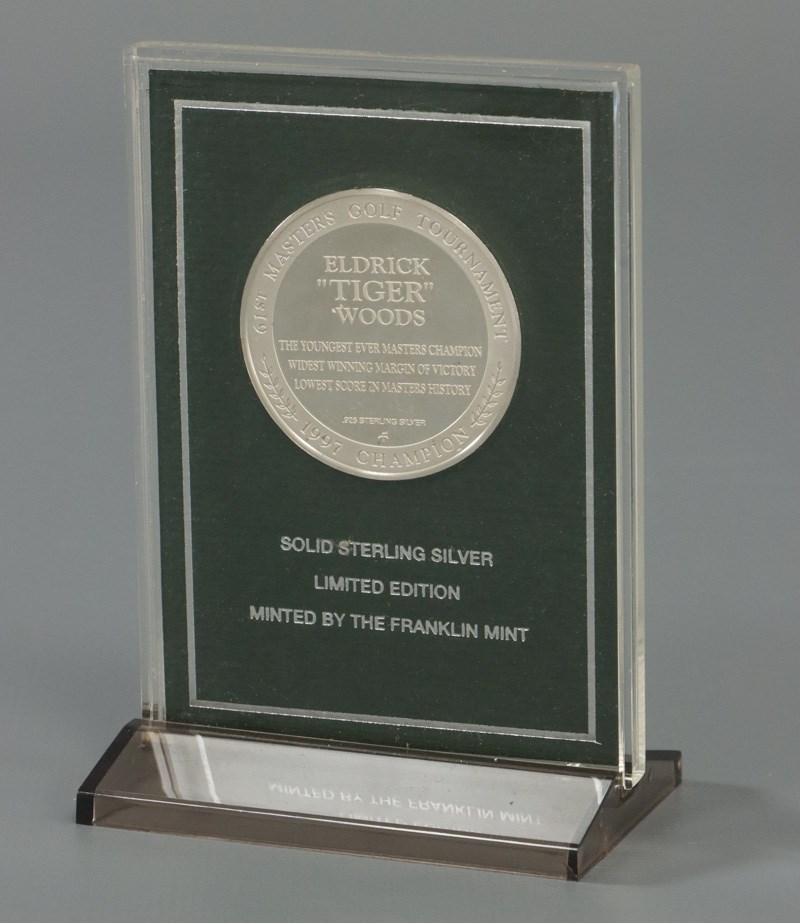 61ST MASTERS GOLF TOURNAMENT
ELDRICK
"TIGER"
WOODS
THE YOUNGEST EVER MASTERS CHAMPION
WIDEST WINNING MARGIN OF VICTORY
LOWEST SCORE IN MASTERS HISTORY
.925 STERLING SILVER
1997 CHAMPION
SOLID STERLING SILVER
LIMITED EDITION
MINTED BY THE FRANKLIN MINT